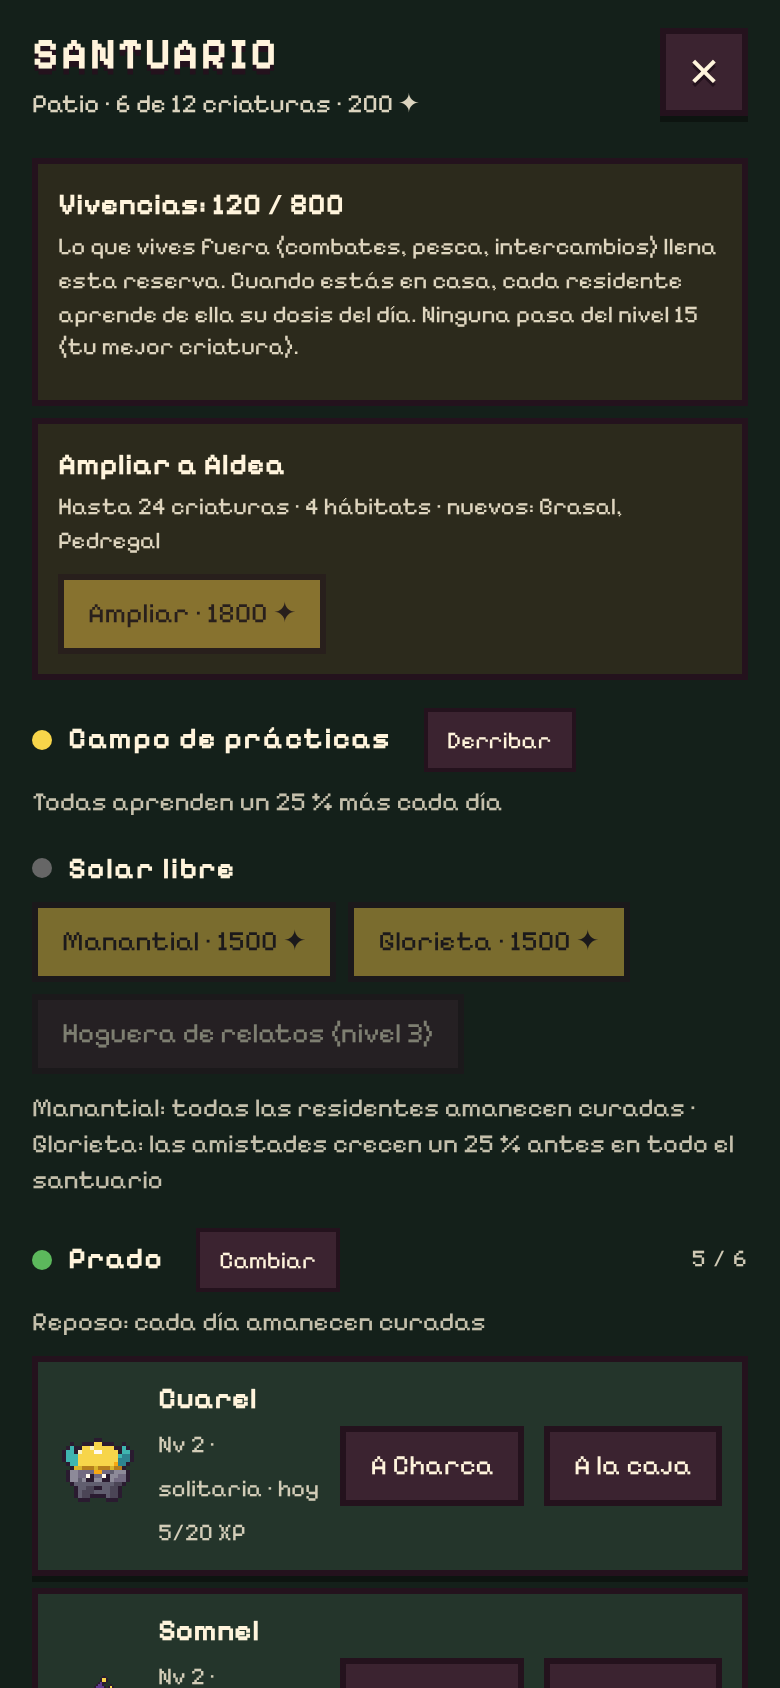 SANTUARIO
Patio · 6 de 12 criaturas · 200 ✦
Vivencias: 120 / 800
Lo que vives fuera (combates, pesca, intercambios) llena
esta reserva. Cuando estás en casa, cada residente
aprende de ella su dosis del día. Ninguna pasa del nivel 15
(tu mejor criatura).
Ampliar a Aldea
Hasta 24 criaturas · 4 hábitats · nuevos: Brasal,
Pedregal
Ampliar · 1800 ✦
Campo de prácticas
Derribar
Todas aprenden un 25 % más cada día
Solar libre
Manantial · 1500 ✦
Glorieta · 1500 ✦
Hoguera de relatos (nivel 3)
Manantial: todas las residentes amanecen curadas ·
Glorieta: las amistades crecen un 25 % antes en todo el
santuario
Prado
Cambiar
5 / 6
Reposo: cada día amanecen curadas
Cuarel
Nv 2 ·
solitaria · hoy
5/20 XP
A Charca
A la caja
Somnel
Nv 2 ·